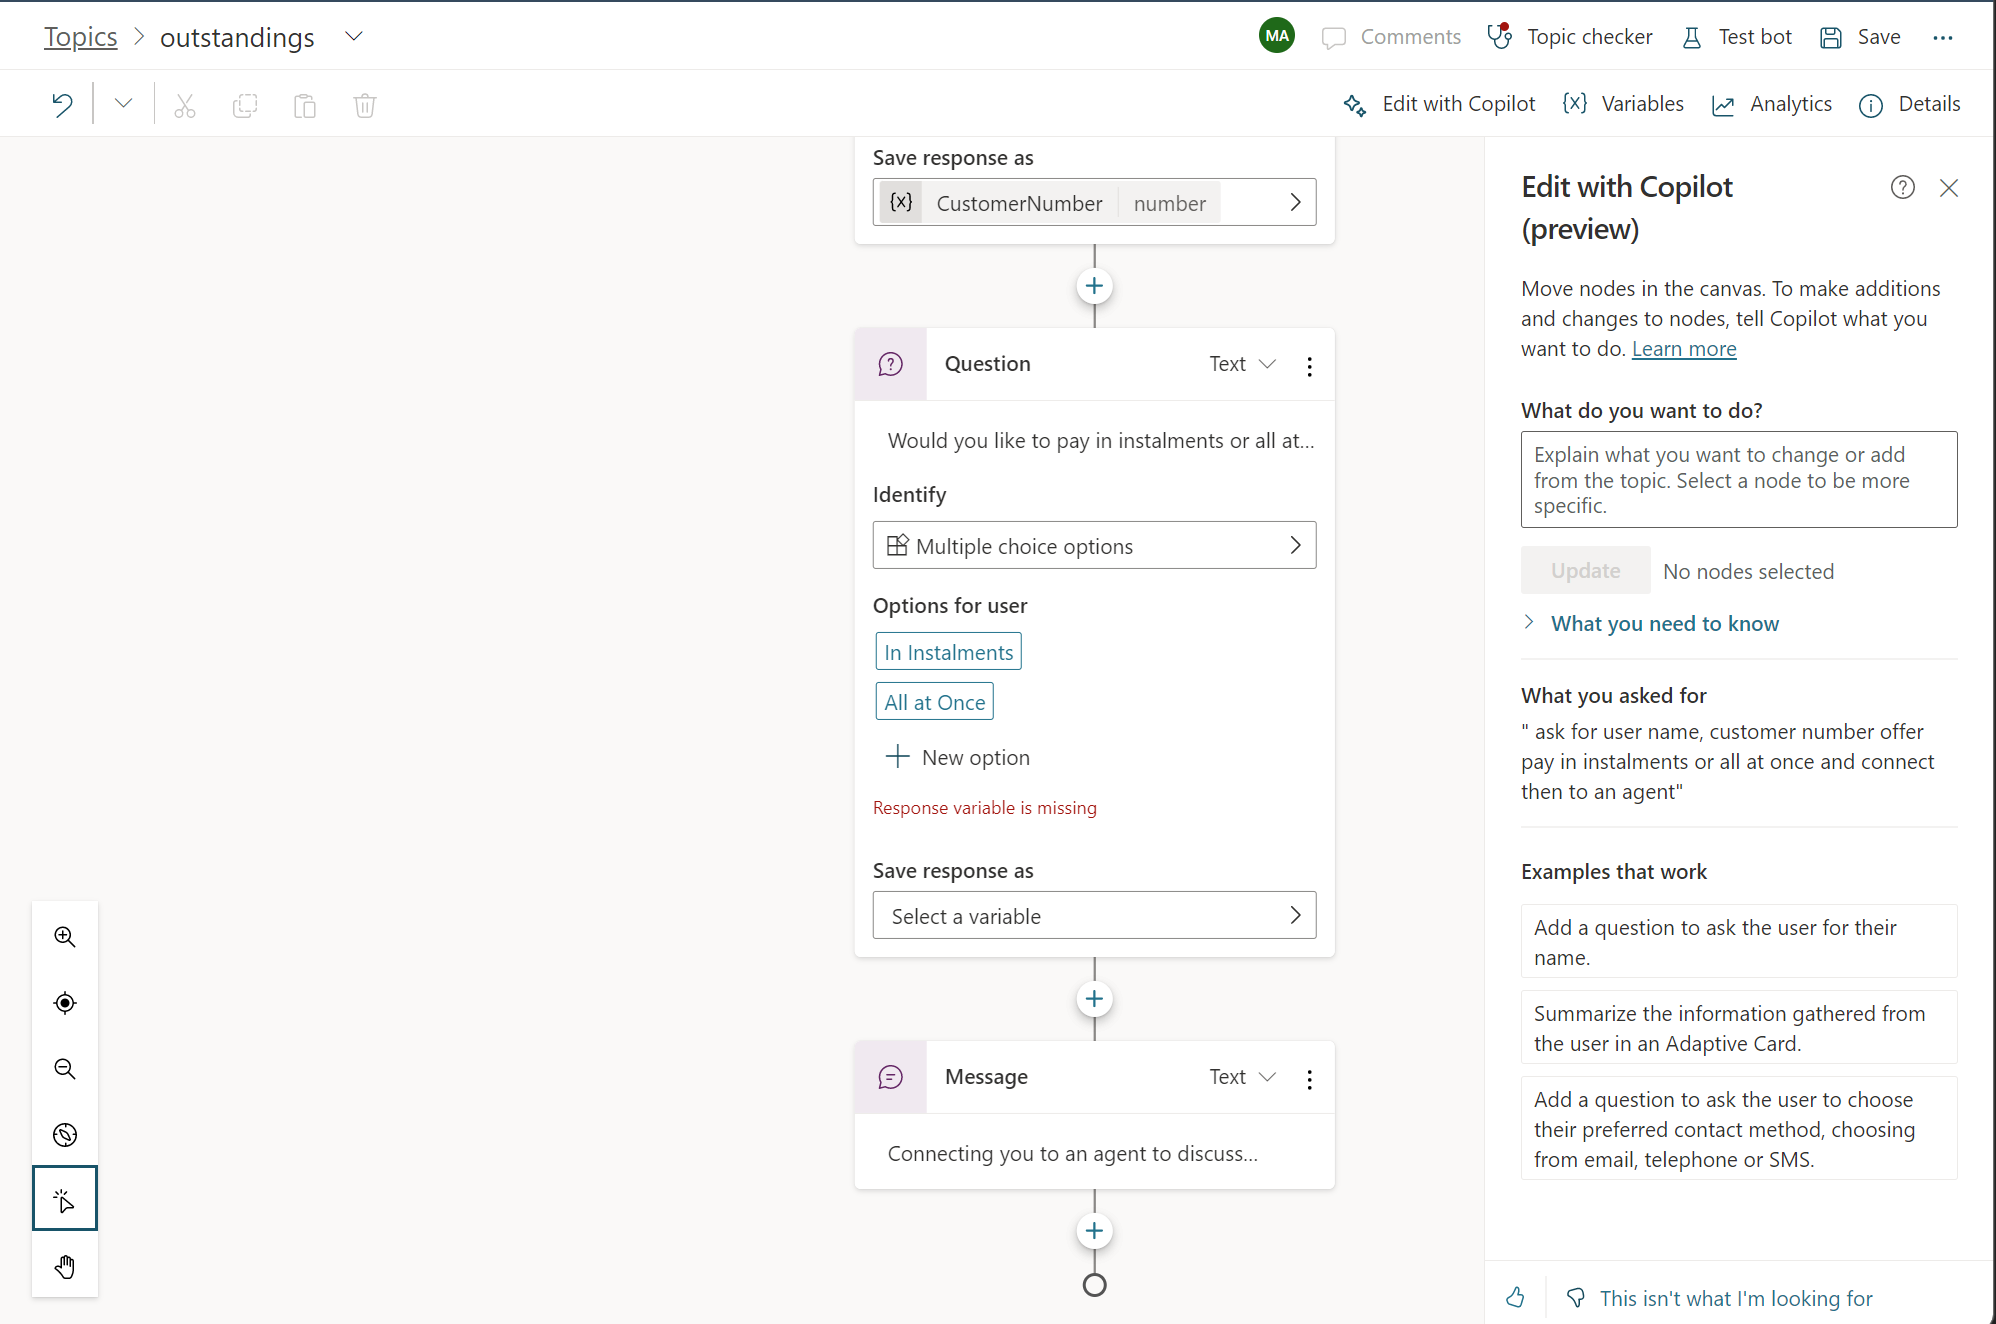 Topics > outstandings
MA Comments Topic checker Test bot Save ...
Edit with Copilot {x} Variables Analytics Details
Save response as
{x} CustomerNumber number
Question Text
Would you like to pay in instalments or all at...
Identify
Multiple choice options
Options for user
In Instalments
All at Once
New option
Response variable is missing
Save response as
Select a variable
Message Text
Connecting you to an agent to discuss...
Edit with Copilot
(preview)
Move nodes in the canvas. To make additions
and changes to nodes, tell Copilot what you
want to do. Learn more
What do you want to do?
Explain what you want to change or add
from the topic. Select a node to be more
specific.
Update No nodes selected
What you need to know
What you asked for
" ask for user name, customer number offer
pay in instalments or all at once and connect
then to an agent"
Examples that work
Add a question to ask the user for their
name.
Summarize the information gathered from
the user in an Adaptive Card.
Add a question to ask the user to choose
their preferred contact method, choosing
from email, telephone or SMS.
This isn't what I'm looking for